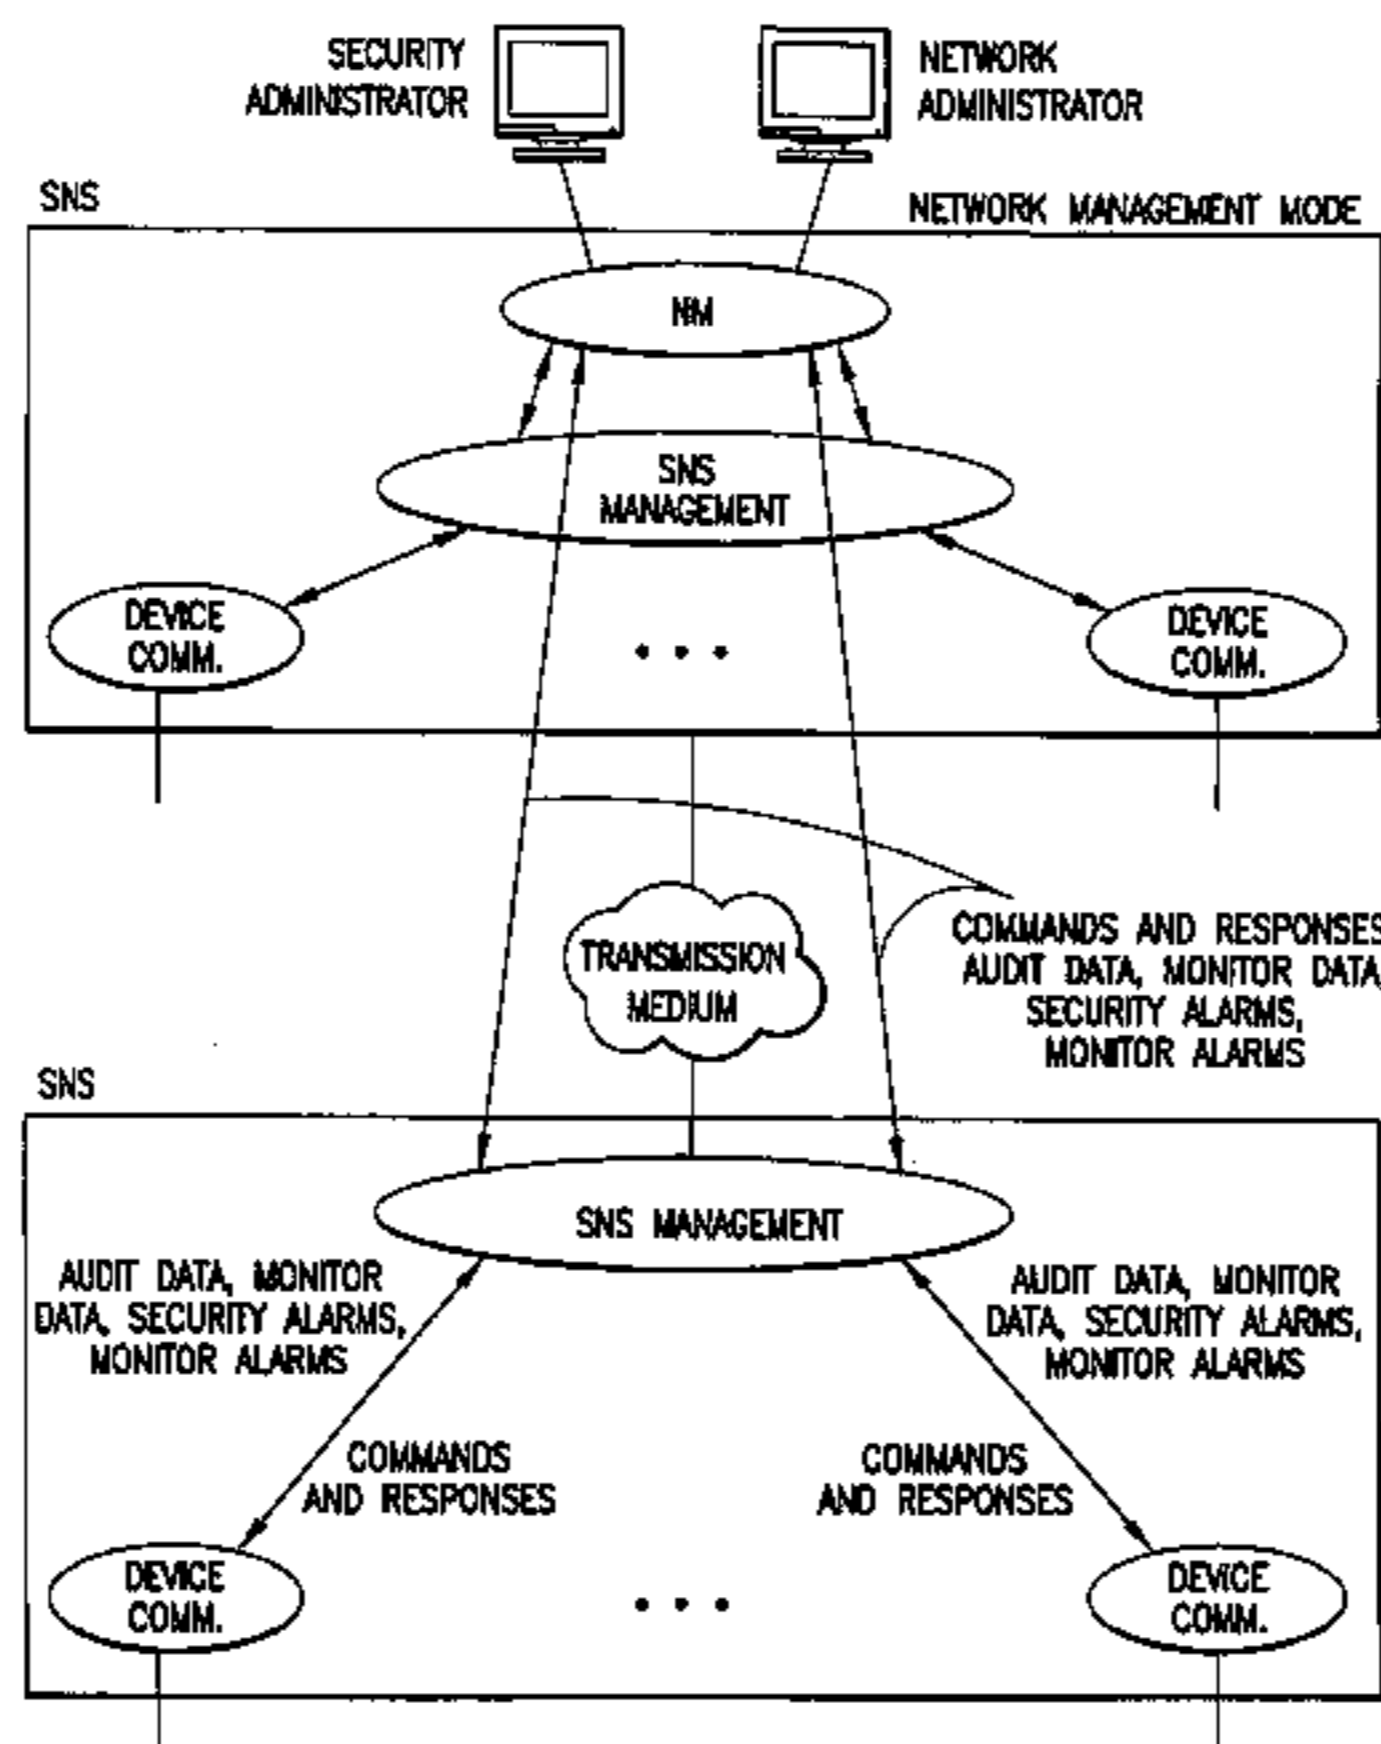 SECURITY
ADMINISTRATOR
NETWORK
ADMINISTRATOR
SNS
NETWORK MANAGEMENT MODE
NM
SNS
MANAGEMENT
DEVICE
COMM.
DEVICE
COMM.
TRANSMISSION
MEDIUM
COMMANDS AND RESPONSES
AUDIT DATA, MONITOR DATA,
SECURITY ALARMS,
MONITOR ALARMS
SNS
SNS MANAGEMENT
AUDIT DATA, MONITOR
DATA, SECURITY ALARMS,
MONITOR ALARMS
AUDIT DATA, MONITOR
DATA, SECURITY ALARMS,
MONITOR ALARMS
COMMANDS
AND RESPONSES
COMMANDS
AND RESPONSES
DEVICE
COMM.
DEVICE
COMM.